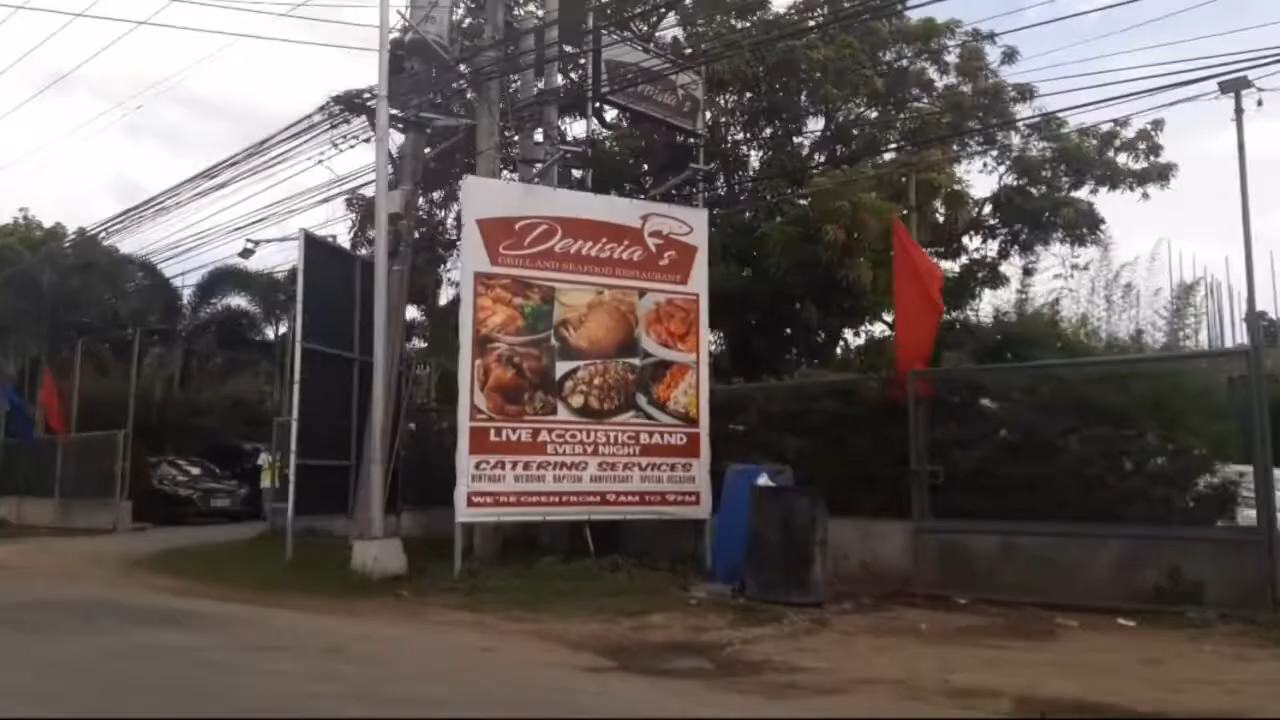 Denisia's
Denisia's
GRILL AND SEAFOOD RESTAURANT
LIVE ACOUSTIC BAND
EVERY NIGHT
CATERING SERVICES
BIRTHDAY . WEDDING . BAPTISM . ANNIVERSARY . SPECIAL OCCASION
WE'RE OPEN FROM 9AM TO 9PM